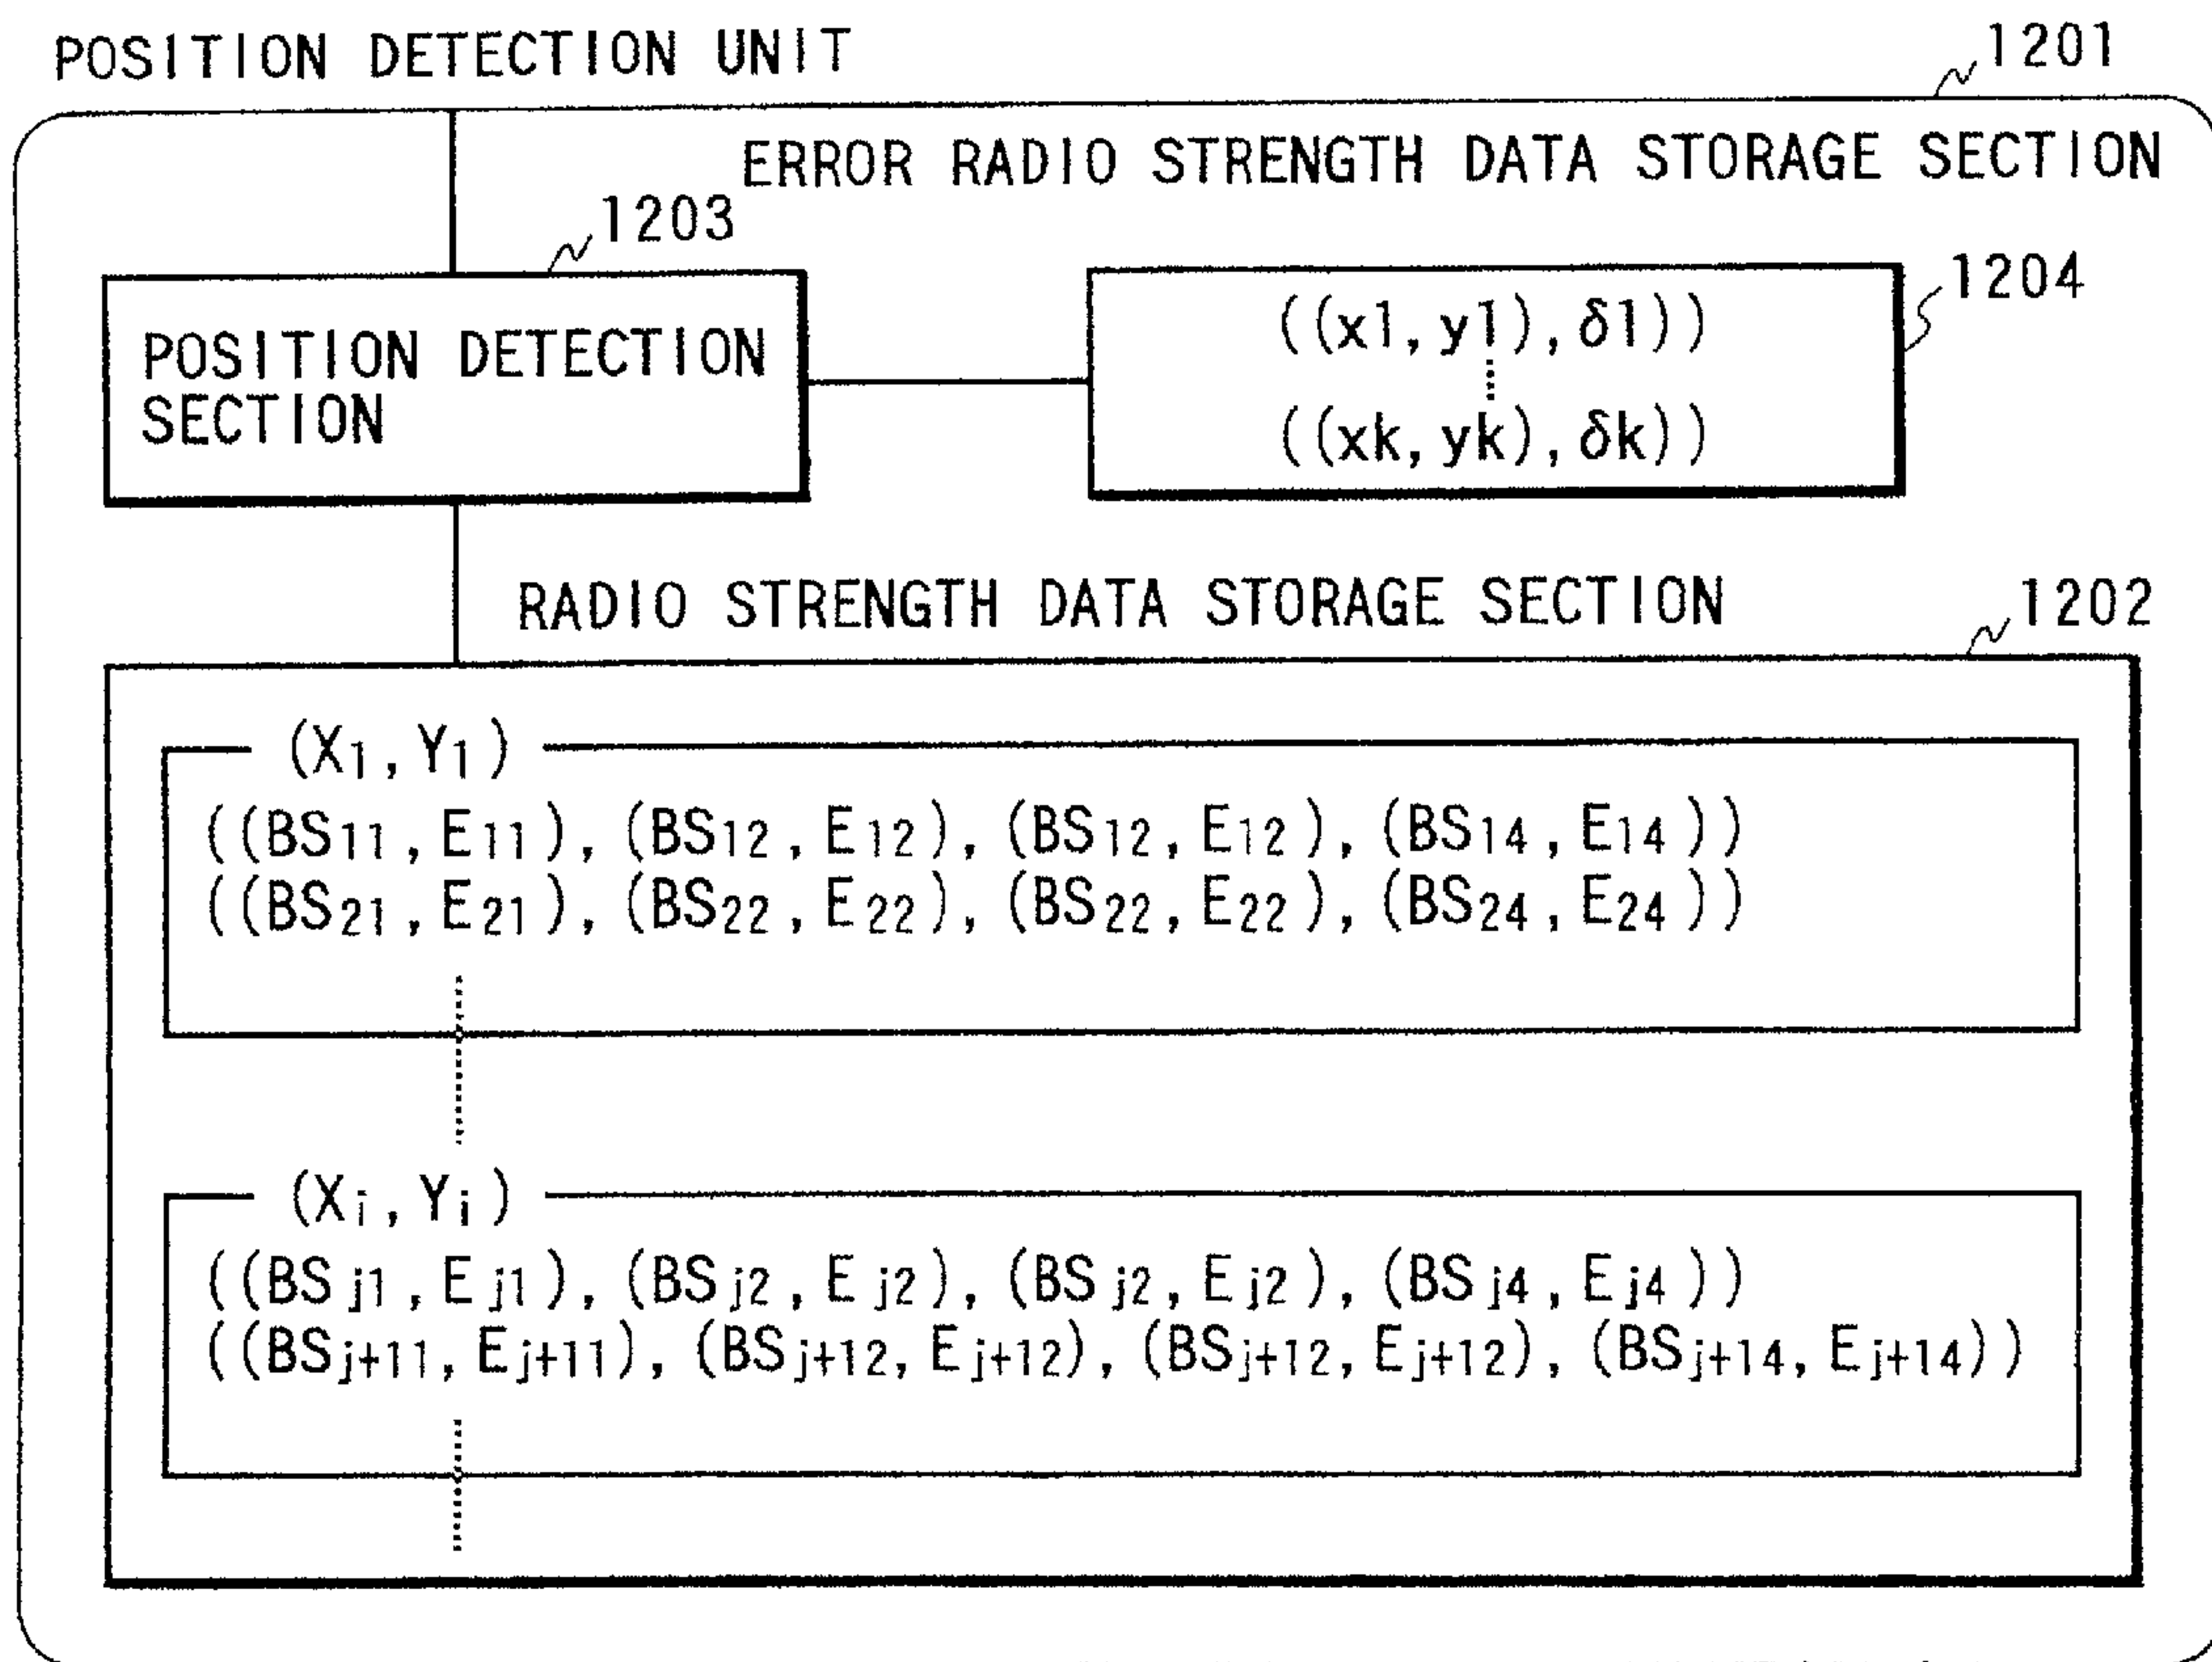 POSITION DETECTION UNIT
1201
ERROR RADIO STRENGTH DATA STORAGE SECTION
1203
1204
POSITION DETECTION
SECTION
((x1, y1), δ1))
((xk, yk), δk))
RADIO STRENGTH DATA STORAGE SECTION
1202
(X1, Y1)
((BS11, E11), (BS12, E12), (BS12, E12), (BS14, E14))
((BS21, E21), (BS22, E22), (BS22, E22), (BS24, E24))
(Xi, Yi)
((BSj1, Ej1), (BSj2, Ej2), (BSj2, Ej2), (BSj4, Ej4))
((BSj+11, Ej+11), (BSj+12, Ej+12), (BSj+12, Ej+12), (BSj+14, Ej+14))